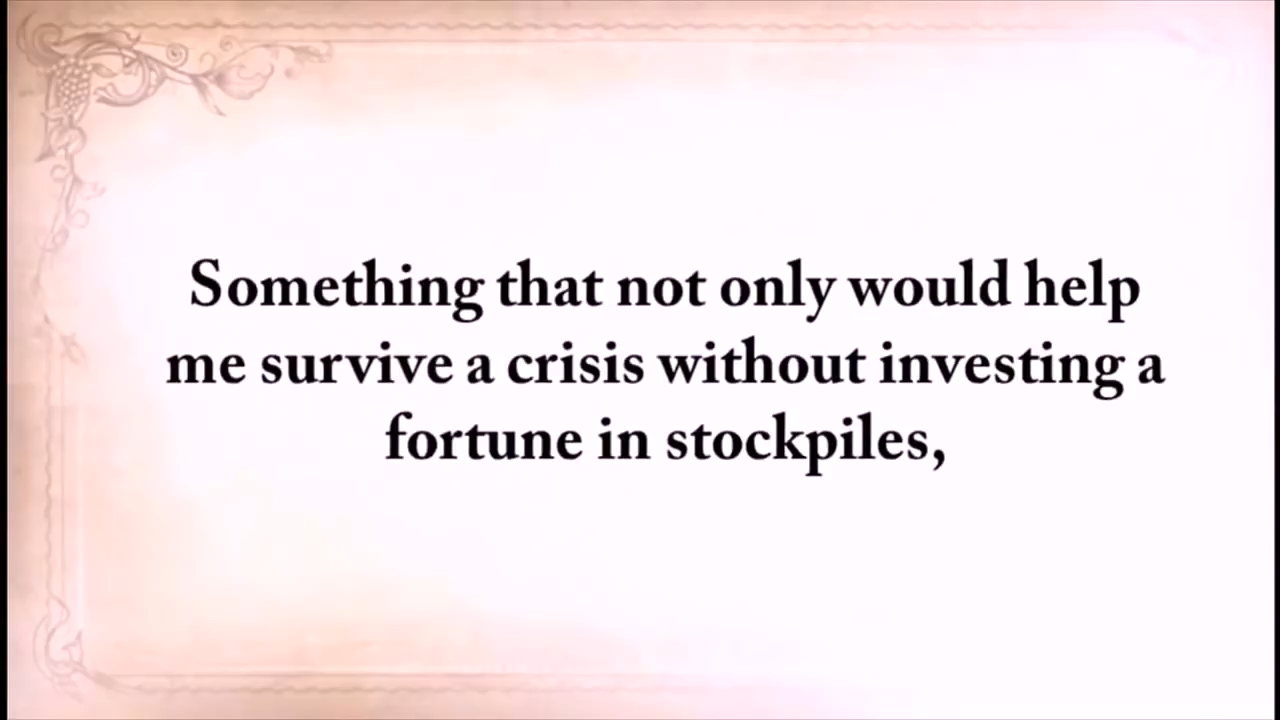 Something that not only would help
me survive a crisis without investing a
fortune in stockpiles,